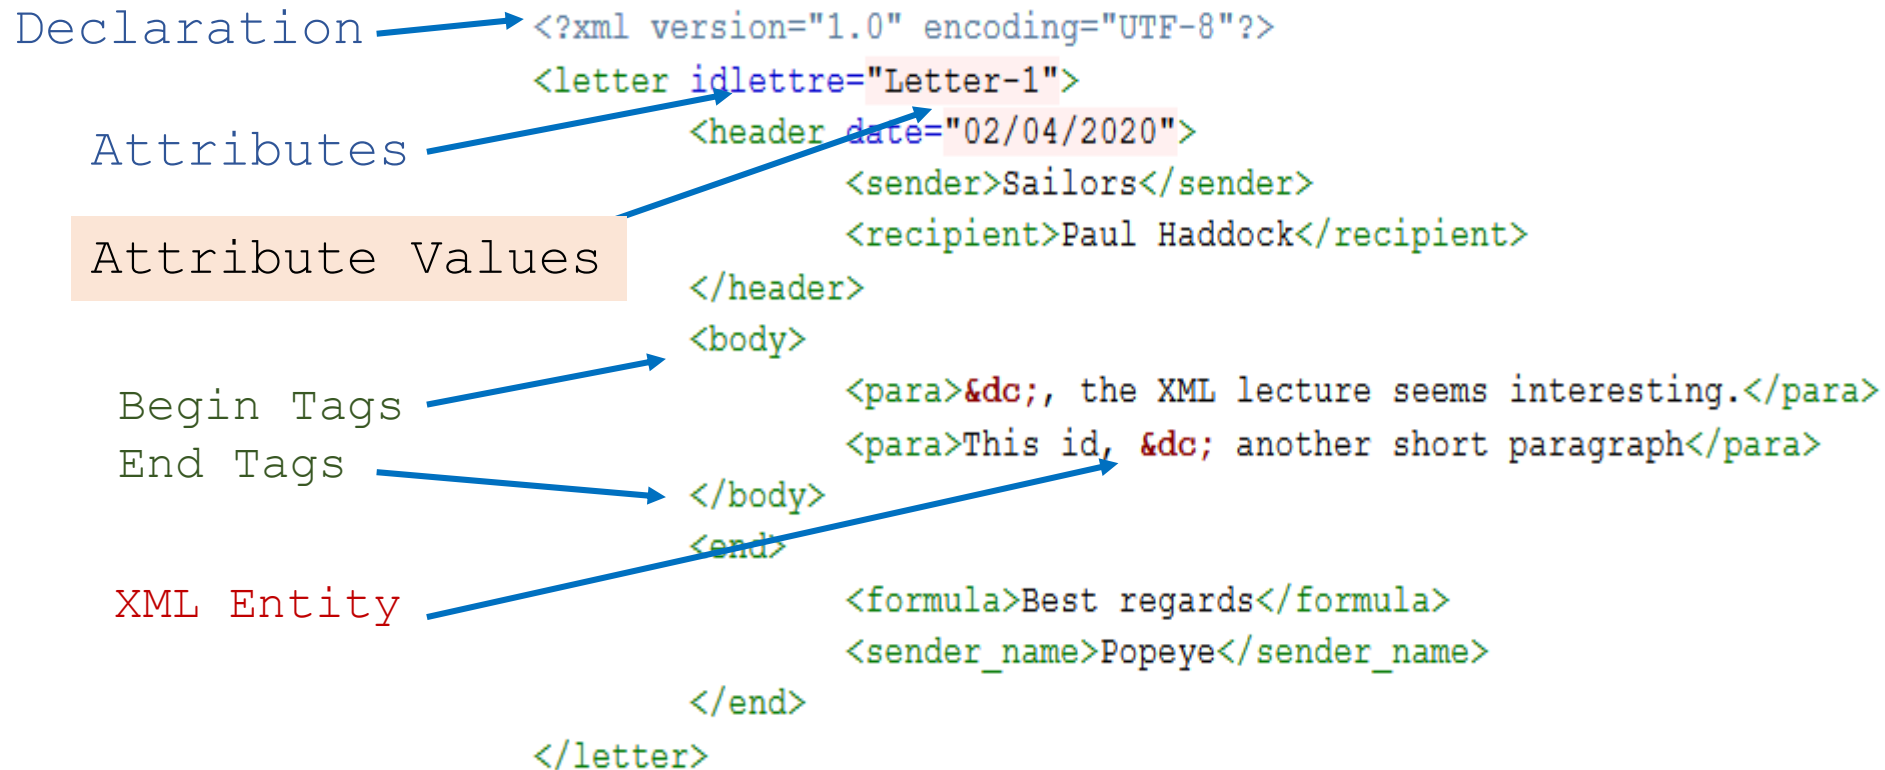 Declaration
<?xml version="1.0" encoding="UTF-8"?>
<letter idlettre="Letter-1">
Attributes
<header date="02/04/2020">
<sender>Sailors</sender>
<recipient>Paul Haddock</recipient>
Attribute Values
</header>
<body>
Begin Tags
<para>&dc;, the XML lecture seems interesting.</para>
<para>This id, &dc; another short paragraph</para>
End Tags
</body>
<end>
XML Entity
<formula>Best regards</formula>
<sender_name>Popeye</sender_name>
</end>
</letter>